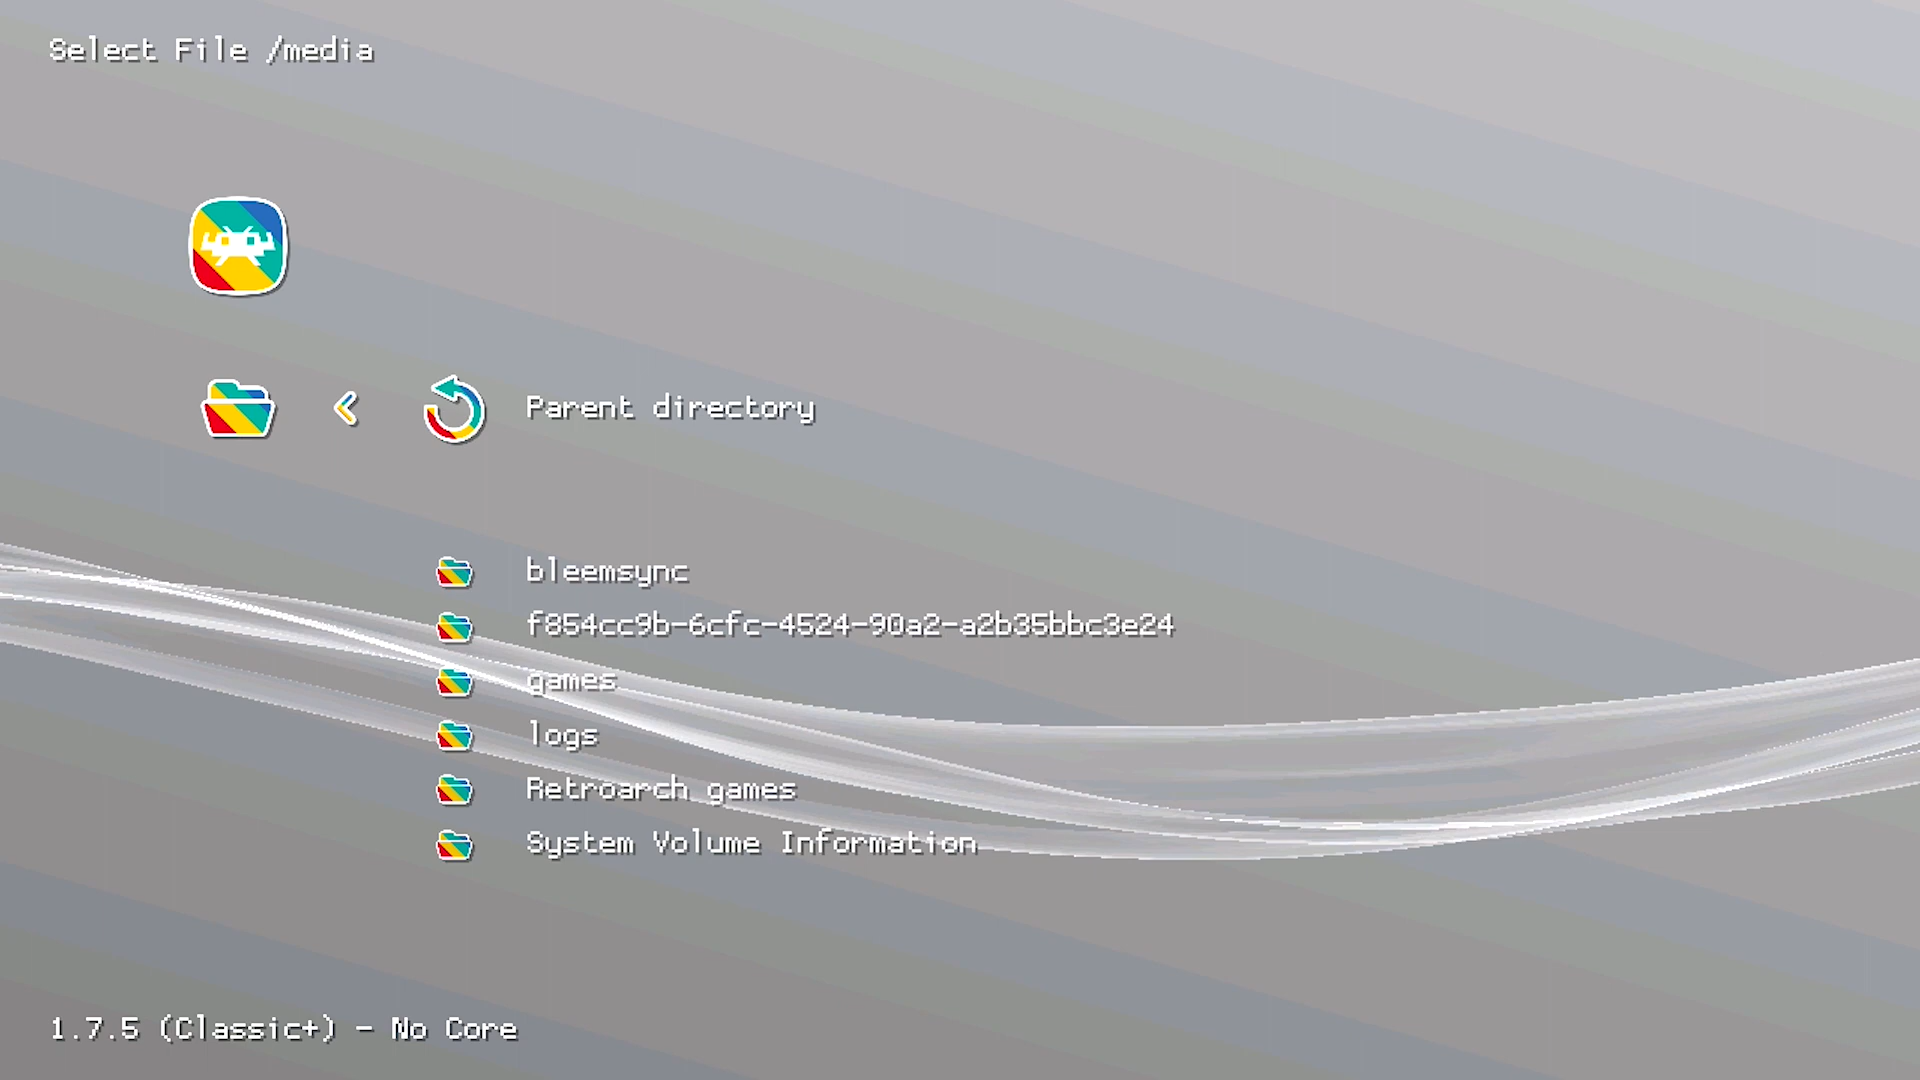 Select File /media
Parent directory
bleemsync
f854cc9b-6cfc-4524-90a2-a2b35bbc3e24
games
logs
Retroarch games
System Volume Information
1.7.5 (Classic+) - No Core